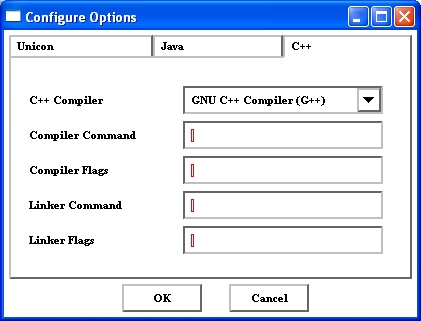 Configure Options
Unicon Java C++
C++ Compiler GNU C++ Compiler (G++)
Compiler Command
Compiler Flags
Linker Command
Linker Flags
OK Cancel